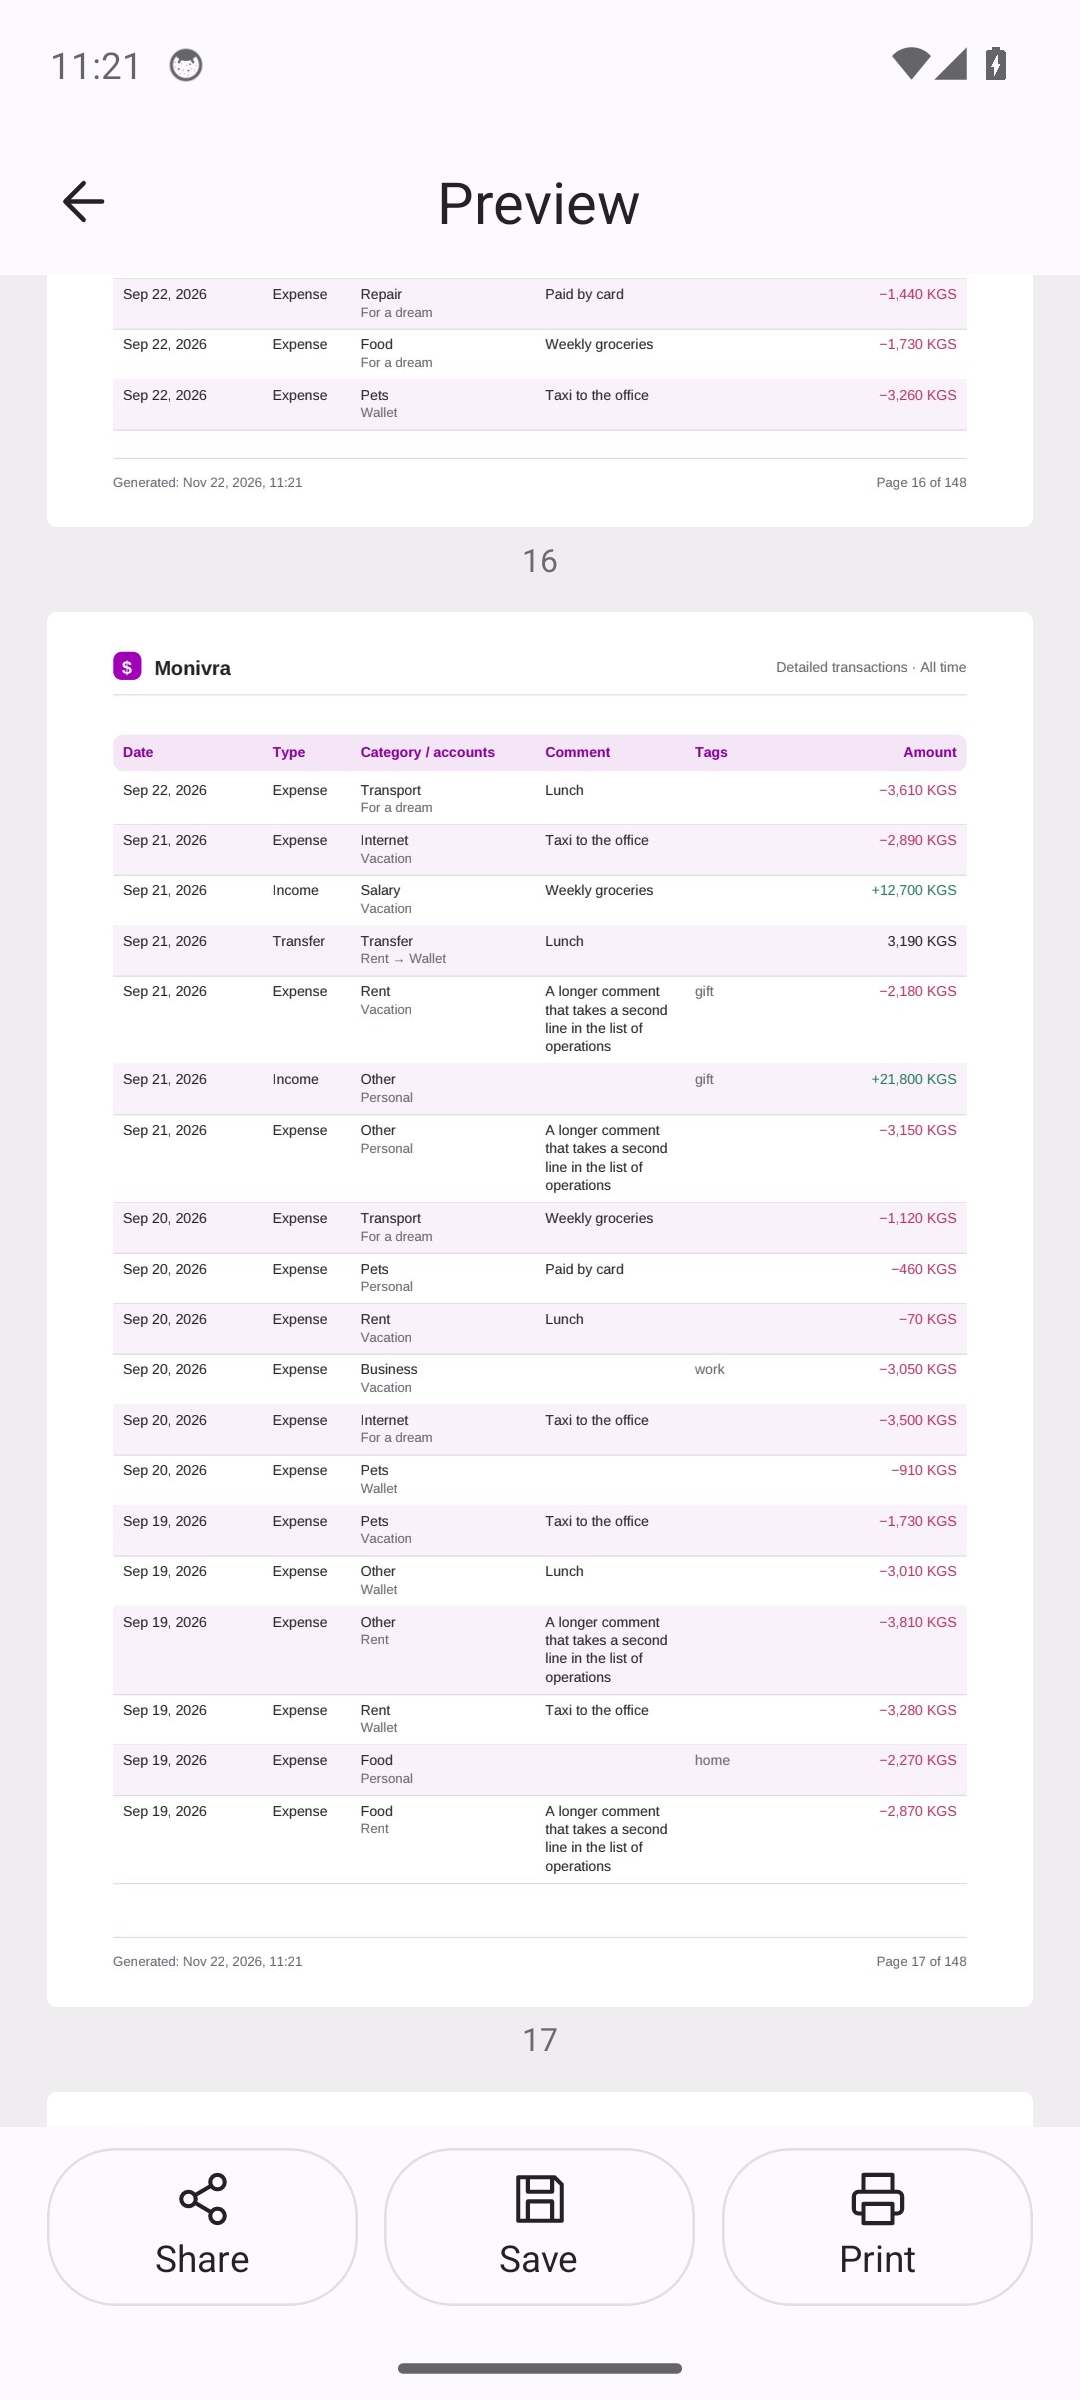 11:21
Preview
Sep 22, 2026 Expense Repair Paid by card −1,440 KGS
For a dream
Sep 22, 2026 Expense Food Weekly groceries −1,730 KGS
For a dream
Sep 22, 2026 Expense Pets Taxi to the office −3,260 KGS
Wallet
Generated: Nov 22, 2026, 11:21 Page 16 of 148
16
$ Monivra Detailed transactions · All time
Date Type Category / accounts Comment Tags Amount
Sep 22, 2026 Expense Transport Lunch −3,610 KGS
For a dream
Sep 21, 2026 Expense Internet Taxi to the office −2,890 KGS
Vacation
Sep 21, 2026 Income Salary Weekly groceries +12,700 KGS
Vacation
Sep 21, 2026 Transfer Transfer Lunch 3,190 KGS
Rent → Wallet
Sep 21, 2026 Expense Rent A longer comment gift −2,180 KGS
Vacation that takes a second
line in the list of
operations
Sep 21, 2026 Income Other gift +21,800 KGS
Personal
Sep 21, 2026 Expense Other A longer comment −3,150 KGS
Personal that takes a second
line in the list of
operations
Sep 20, 2026 Expense Transport Weekly groceries −1,120 KGS
For a dream
Sep 20, 2026 Expense Pets Paid by card −460 KGS
Personal
Sep 20, 2026 Expense Rent Lunch −70 KGS
Vacation
Sep 20, 2026 Expense Business work −3,050 KGS
Vacation
Sep 20, 2026 Expense Internet Taxi to the office −3,500 KGS
For a dream
Sep 20, 2026 Expense Pets −910 KGS
Wallet
Sep 19, 2026 Expense Pets Taxi to the office −1,730 KGS
Vacation
Sep 19, 2026 Expense Other Lunch −3,010 KGS
Wallet
Sep 19, 2026 Expense Other A longer comment −3,810 KGS
Rent that takes a second
line in the list of
operations
Sep 19, 2026 Expense Rent Taxi to the office −3,280 KGS
Wallet
Sep 19, 2026 Expense Food home −2,270 KGS
Personal
Sep 19, 2026 Expense Food A longer comment −2,870 KGS
Rent that takes a second
line in the list of
operations
Generated: Nov 22, 2026, 11:21 Page 17 of 148
17
Share Save Print